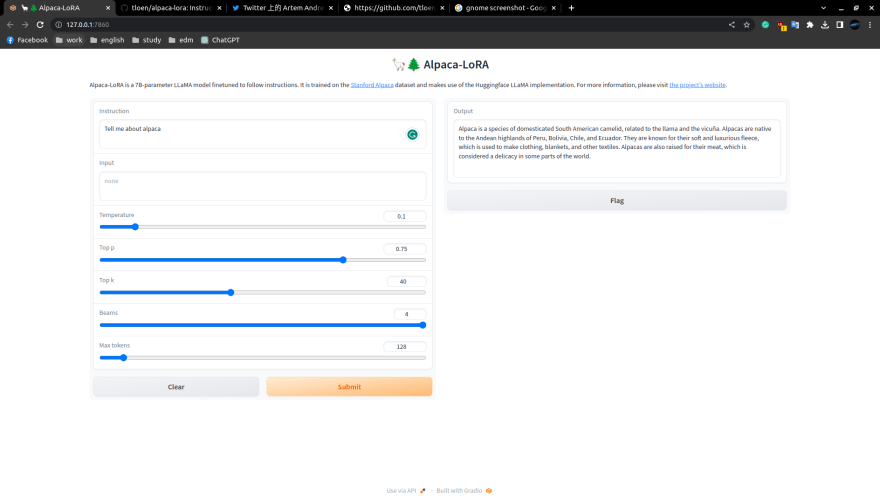 Alpaca-LoRA
tloen/alpaca-lora: Instruc
Twitter 上的 Artem Andre
https://github.com/tloen
gnome screenshot - Goog
127.0.0.1:7860
Facebook work english study edm ChatGPT
Alpaca-LoRA
Alpaca-LoRA is a 7B-parameter LLaMA model finetuned to follow instructions. It is trained on the Stanford Alpaca dataset and makes use of the Huggingface LLaMA implementation. For more information, please visit the project's website.
Instruction
Tell me about alpaca
Input
none
Temperature
0.1
Top p
0.75
Top k
40
Beams
4
Max tokens
128
Clear
Submit
Output
Alpaca is a species of domesticated South American camelid, related to the llama and the vicuña. Alpacas are native
to the Andean highlands of Peru, Bolivia, Chile, and Ecuador. They are known for their soft and luxurious fleece,
which is used to make clothing, blankets, and other textiles. Alpacas are also raised for their meat, which is
considered a delicacy in some parts of the world.
Flag
Use via API · Built with Gradio